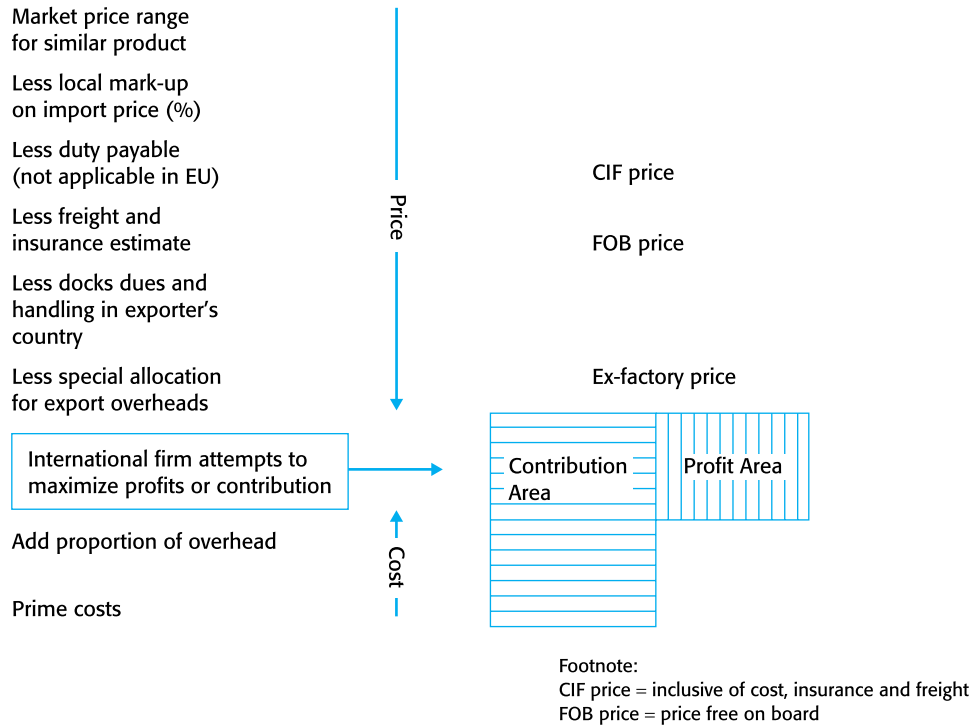 Market price range
for similar product
Less local mark-up
on import price (%)
Less duty payable
(not applicable in EU)
CIF price
Less freight and
insurance estimate
Price
FOB price
Less docks dues and
handling in exporter's
country
Less special allocation
for export overheads
Ex-factory price
International firm attempts to
maximize profits or contribution
Contribution
Area
Profit Area
Add proportion of overhead
Cost
Prime costs
Footnote:
CIF price = inclusive of cost, insurance and freight
FOB price = price free on board